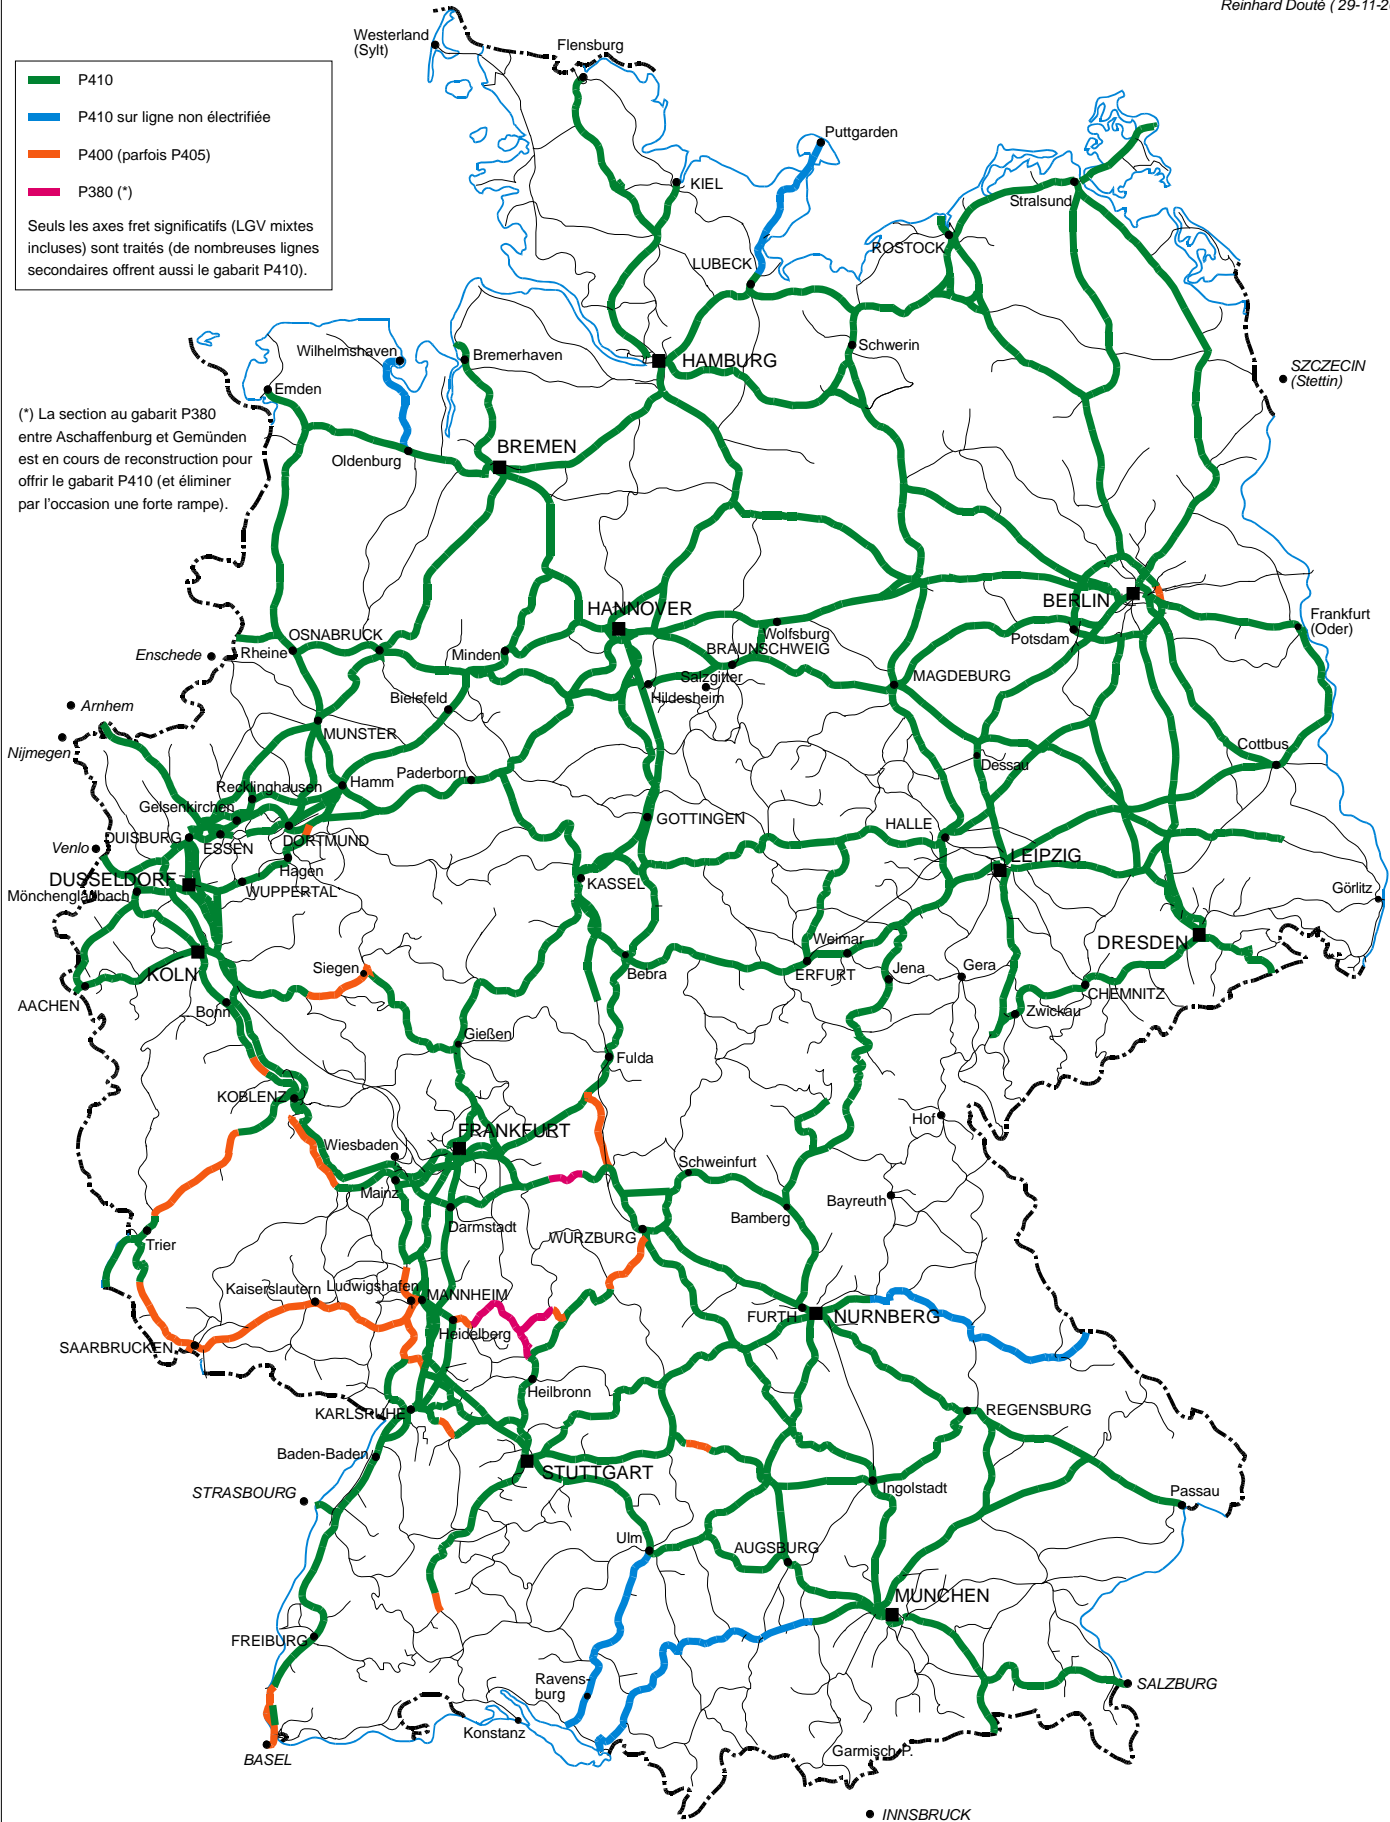 Reinhard Douté ( 29-11-2
Westerland
(Sylt)
Flensburg
P410
P410 sur ligne non électrifiée
P400 (parfois P405)
P380 (*)
Seuls les axes fret significatifs (LGV mixtes
incluses) sont traités (de nombreuses lignes
secondaires offrent aussi le gabarit P410).
Puttgarden
KIEL
Stralsund
ROSTOCK
LUBECK
Wilhelmshaven
Bremerhaven
HAMBURG
Schwerin
SZCZECIN
(Stettin)
Emden
(*) La section au gabarit P380
entre Aschaffenburg et Gemünden
est en cours de reconstruction pour
offrir le gabarit P410 (et éliminer
par l'occasion une forte rampe).
Oldenburg
BREMEN
HANNOVER
BERLIN
Frankfurt
(Oder)
OSNABRUCK
Wolfsburg
Potsdam
Enschede
Rheine
Minden
BRAUNSCHWEIG
Salzgitter
MAGDEBURG
Bielefeld
Hildesheim
Arnhem
Nijmegen
MUNSTER
Cottbus
Dessau
Recklinghausen
Hamm
Paderborn
Gelsenkirchen
GOTTINGEN
HALLE
DUISBURG
ESSEN
DORTMUND
Venlo
LEIPZIG
Hagen
DUSSELDORF
WUPPERTAL
KASSEL
Mönchengladbach
Görlitz
DRESDEN
Weimar
KOLN
Siegen
Bebra
ERFURT
Jena
Gera
CHEMNITZ
AACHEN
Bonn
Zwickau
Gießen
Fulda
KOBLENZ
Hof
FRANKFURT
Wiesbaden
Schweinfurt
Mainz
Bayreuth
Bamberg
Darmstadt
WURZBURG
Trier
Kaiserslautern
Ludwigshafen
MANNHEIM
FURTH
NURNBERG
Heidelberg
SAARBRUCKEN
Heilbronn
KARLSRUHE
REGENSBURG
Baden-Baden
STUTTGART
STRASBOURG
Ingolstadt
Passau
Ulm
AUGSBURG
MUNCHEN
FREIBURG
Ravens-
burg
SALZBURG
Konstanz
BASEL
Garmisch P.
INNSBRUCK